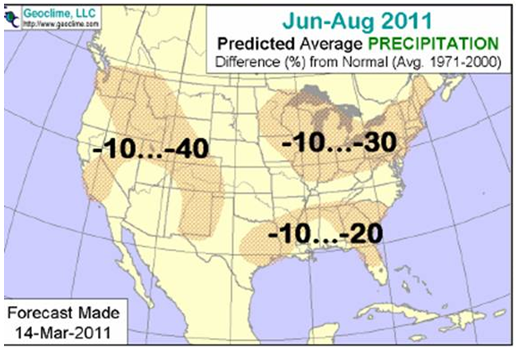 Geoclime, LLC
http://www.geoclime.com
Jun-Aug 2011
Predicted Average PRECIPITATION
Difference (%) from Normal (Avg. 1971-2000)
-10...-40
-10...-30
-10...-20
Forecast Made
14-Mar-2011